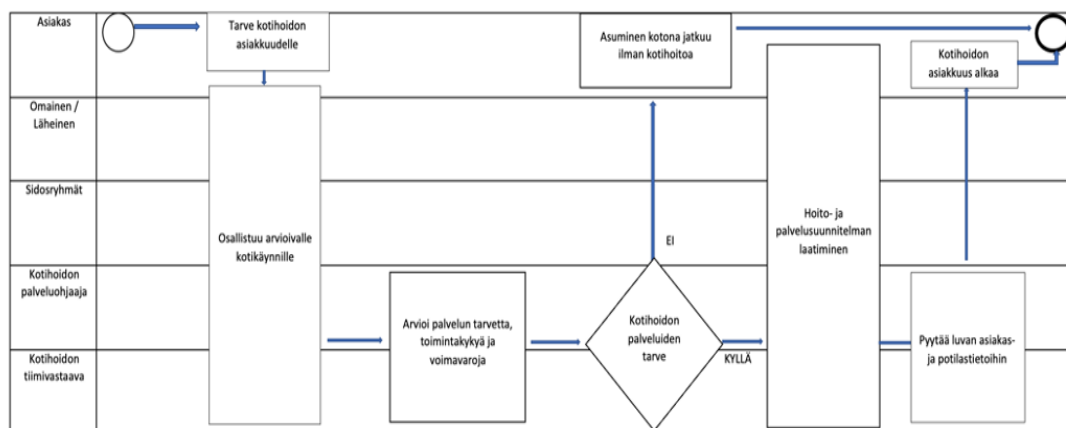 Asiakas
Tarve kotihoidon
asiakkuudelle
Asuminen kotona jatkuu
ilman kotihoitoa
Kotihoidon
asiakkuus alkaa
Omainen /
Läheinen
Sidosryhmät
Osallistuu arvioivalle
kotikäynnille
EI
Hoito- ja
palvelusuunnitelman
laatiminen
Kotihoidon
palveluohjaaja
Arvioi palvelun tarvetta,
toimintakykyä ja
voimavaroja
Kotihoidon
palveluiden
tarve
KYLLÄ
Pyytää luvan asiakas-
ja potilastietoihin
Kotihoidon
tiimivastaava